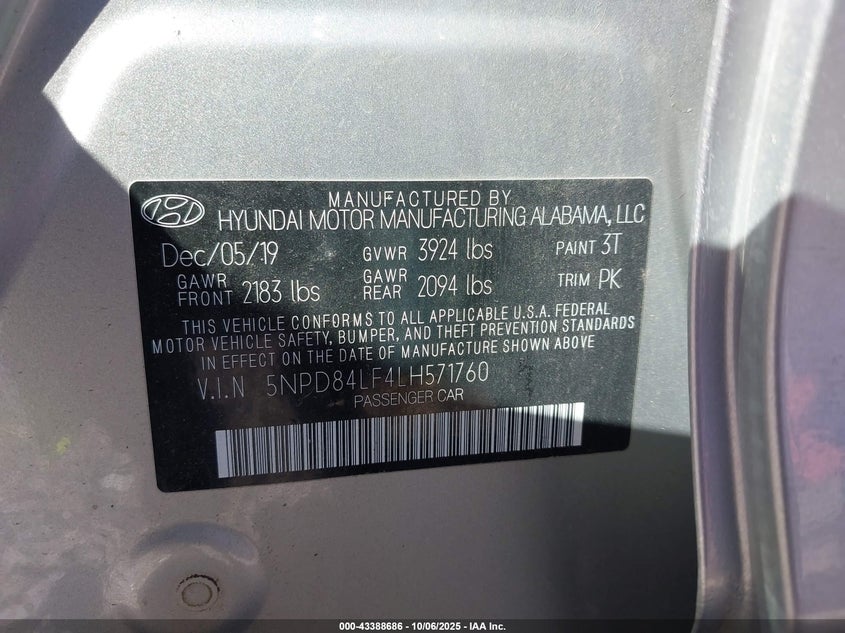 MANUFACTURED BY
HYUNDAI MOTOR MANUFACTURING ALABAMA, LLC
Dec/05/19 GVWR 3924 lbs PAINT 3T
GAWR FRONT 2183 lbs GAWR REAR 2094 lbs TRIM PK
THIS VEHICLE CONFORMS TO ALL APPLICABLE U.S.A. FEDERAL
MOTOR VEHICLE SAFETY, BUMPER, AND THEFT PREVENTION STANDARDS
IN EFFECT ON THE DATE OF MANUFACTURE SHOWN ABOVE.
V.I.N 5NPD84LF4LH571760
PASSENGER CAR
000-43388686 - 10/06/2025 - IAA Inc.